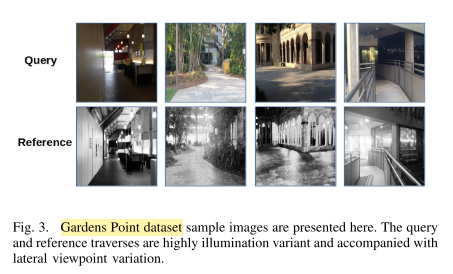 Query
Reference
Fig. 3. Gardens Point dataset sample images are presented here. The query
and reference traverses are highly illumination variant and accompanied with
lateral viewpoint variation.